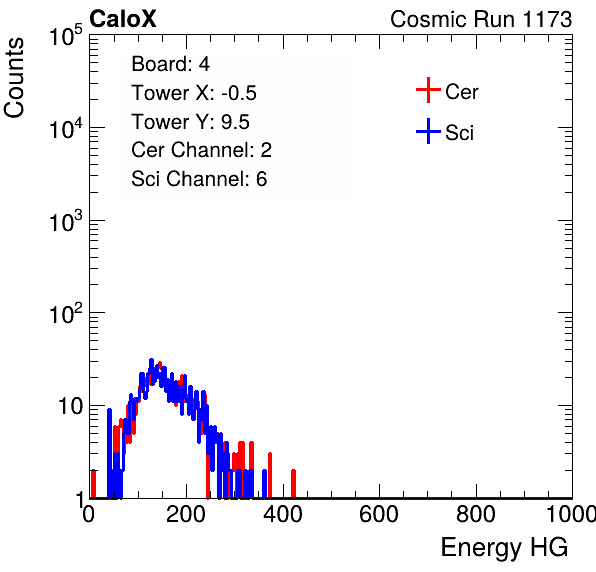 CaloX Cosmic Run 1173
Counts
10^5
10^4
10^3
10^2
10
1
Board: 4
Tower X: -0.5
Tower Y: 9.5
Cer Channel: 2
Sci Channel: 6
Cer
Sci
0 200 400 600 800 1000
Energy HG